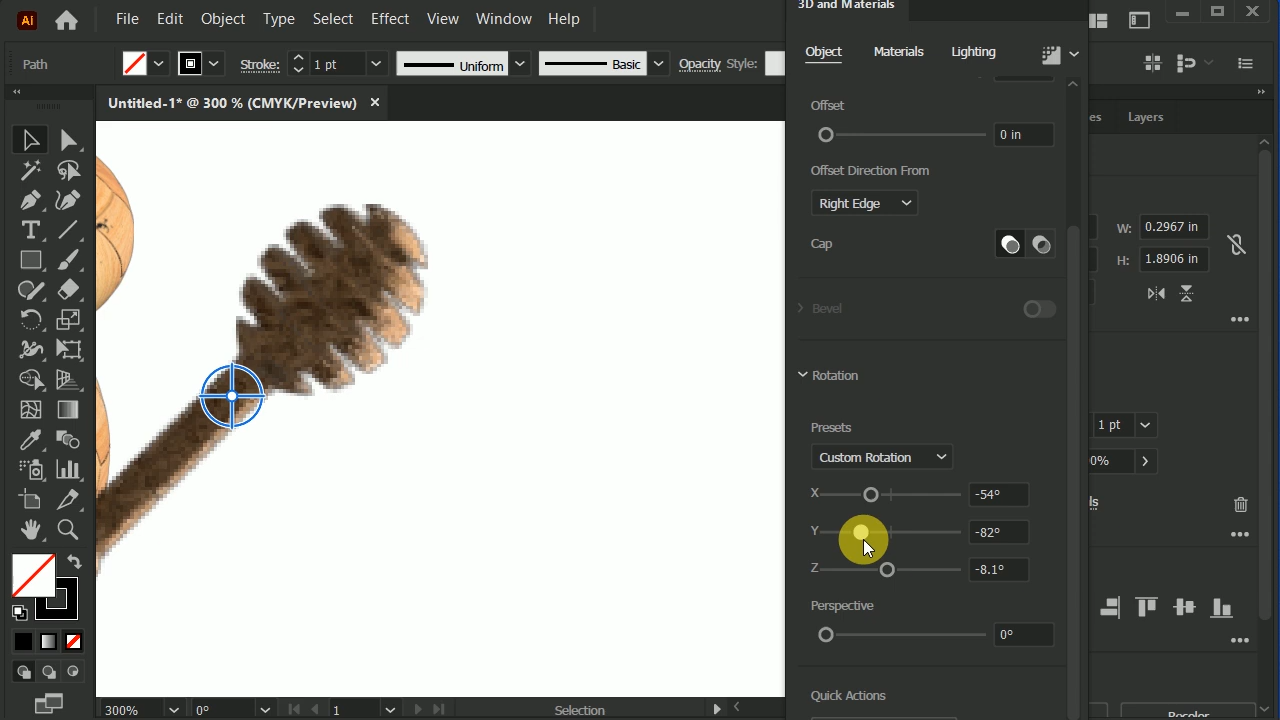 3D and Materials
Ai File Edit Object Type Select Effect View Window Help
Path Stroke: 1 pt Uniform Basic Opacity Style:
Object Materials Lighting
Untitled-1* @ 300 % (CMYK/Preview)
Layers
Offset
0 in
Offset Direction From
Right Edge
W: 0.2967 in
Cap
H: 1.8906 in
Bevel
Rotation
Presets
1 pt
Custom Rotation
X -54°
Y -82°
Z -8.1°
Perspective
0°
Quick Actions
300% 0° 1 Selection
Recolor